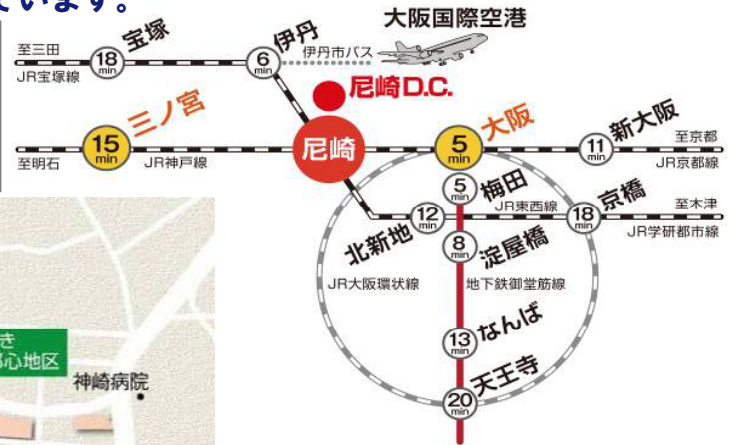 ています。
大阪国際空港
宝塚
伊丹
伊丹市バス
至三田
18 min
6 min
JR宝塚線
尼崎D.C.
三ノ宮
大阪
新大阪
至明石
15 min
JR神戸線
尼崎
5 min
11 min
至京都
JR京都線
5 min
梅田
JR東西線
京橋
至木津
北新地
12 min
18 min
JR学研都市線
8 min
淀屋橋
JR大阪環状線
地下鉄御堂筋線
なんば
13 min
天王寺
20 min
き
都心地区
神崎病院